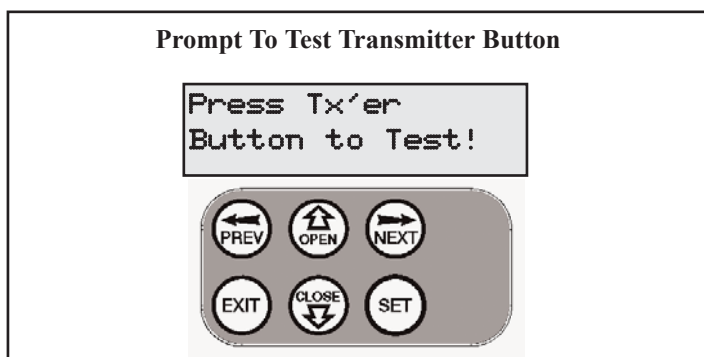 Prompt To Test Transmitter Button
Press Tx'er
Button to Test!
PREV OPEN NEXT
EXIT CLOSE SET